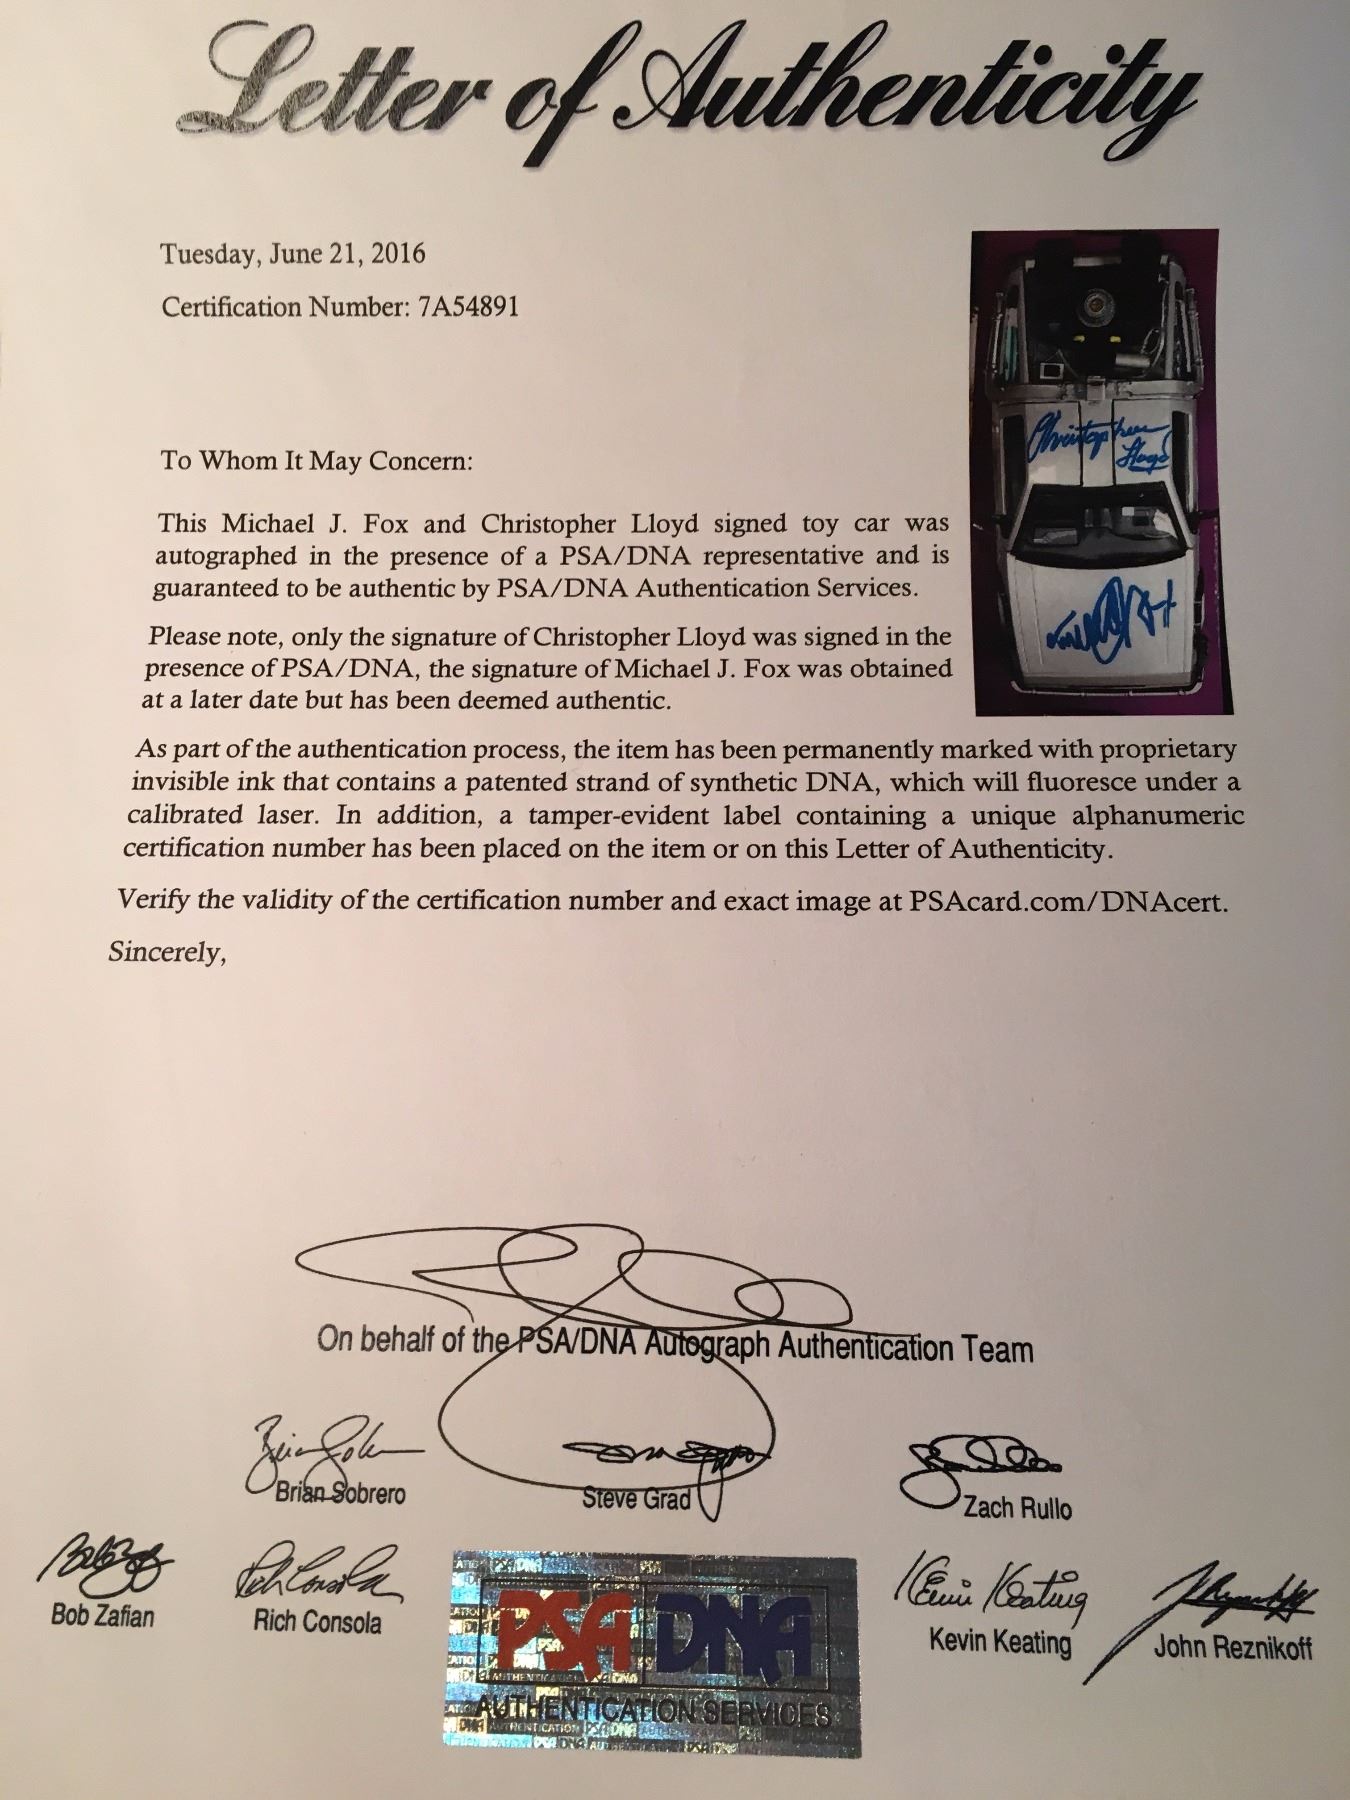 Letter of Authenticity
Tuesday, June 21, 2016
Certification Number: 7A54891
To Whom It May Concern:
This Michael J. Fox and Christopher Lloyd signed toy car was
autographed in the presence of a PSA/DNA representative and is
guaranteed to be authentic by PSA/DNA Authentication Services.
Please note, only the signature of Christopher Lloyd was signed in the
presence of PSA/DNA, the signature of Michael J. Fox was obtained
at a later date but has been deemed authentic.
Christopher
Lloyd
As part of the authentication process, the item has been permanently marked with proprietary
invisible ink that contains a patented strand of synthetic DNA, which will fluoresce under a
calibrated laser. In addition, a tamper-evident label containing a unique alphanumeric
certification number has been placed on the item or on this Letter of Authenticity.
Verify the validity of the certification number and exact image at PSAcard.com/DNAcert.
Sincerely,
On behalf of the PSA/DNA Autograph Authentication Team
Brian Sobrero
Steve Grad
Zach Rullo
Rich Consola
Kevin Keating
Bob Zafian
Rich Consola
Kevin Keating
John Reznikoff
PSA DNA
AUTHENTICATION SERVICES